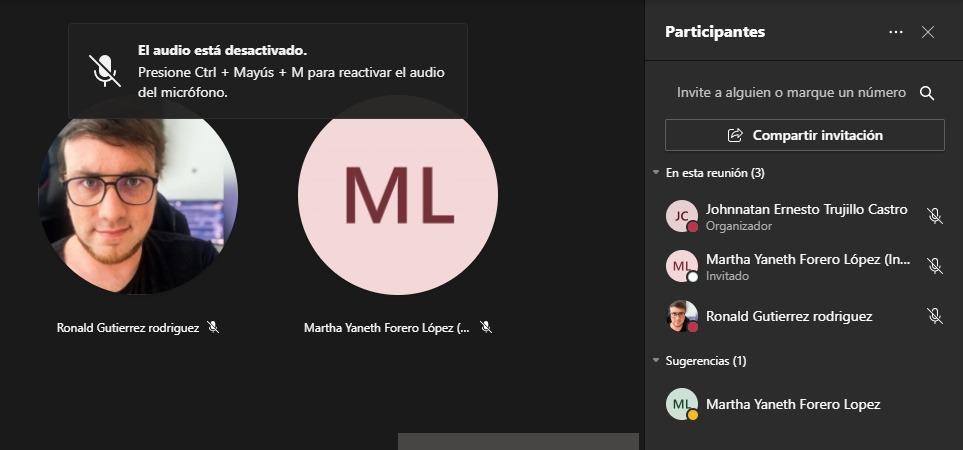 El audio está desactivado.
Presione Ctrl + Mayús + M para reactivar el audio
del micrófono.
ML
Ronald Gutierrez rodriguez
Martha Yaneth Forero López (...
Participantes
Invite a alguien o marque un número
Compartir invitación
En esta reunión (3)
JC
Johnnatan Ernesto Trujillo Castro
Organizador
ML
Martha Yaneth Forero López (In...
Invitado
Ronald Gutierrez rodriguez
Sugerencias (1)
ML
Martha Yaneth Forero Lopez